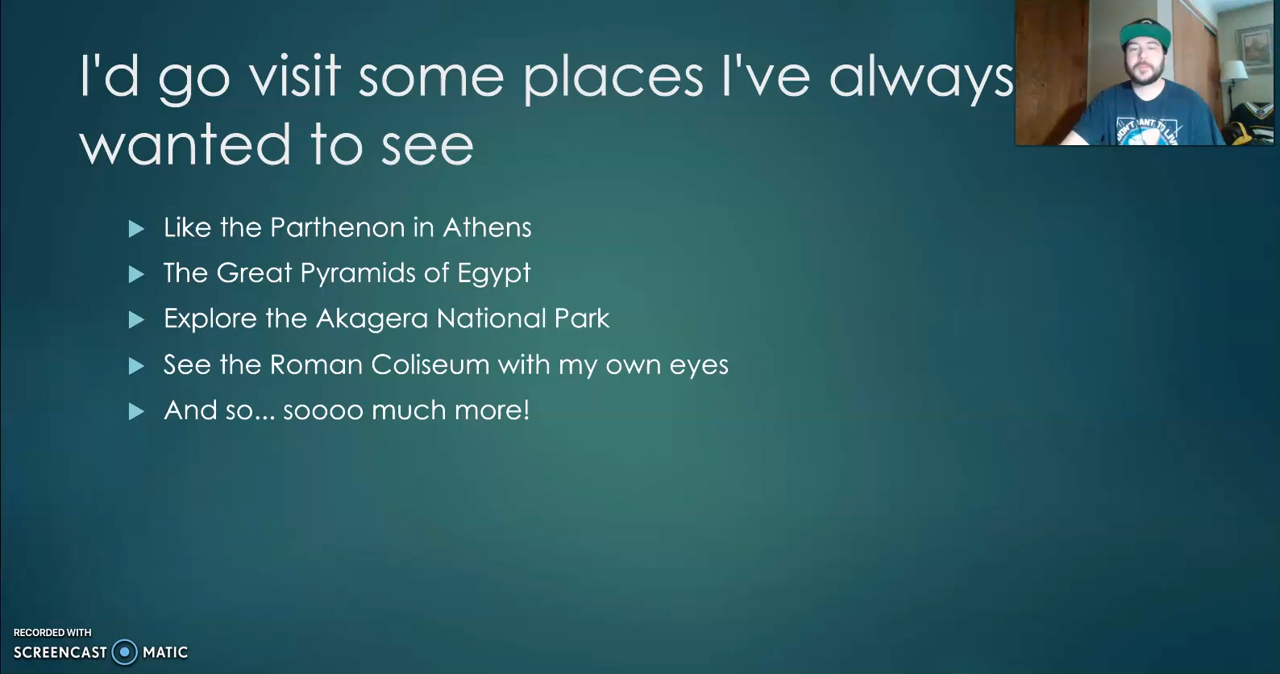 I'd go visit some places I've always
wanted to see
Like the Parthenon in Athens
The Great Pyramids of Egypt
Explore the Akagera National Park
See the Roman Coliseum with my own eyes
And so... soooo much more!
RECORDED WITH
SCREENCAST MATIC